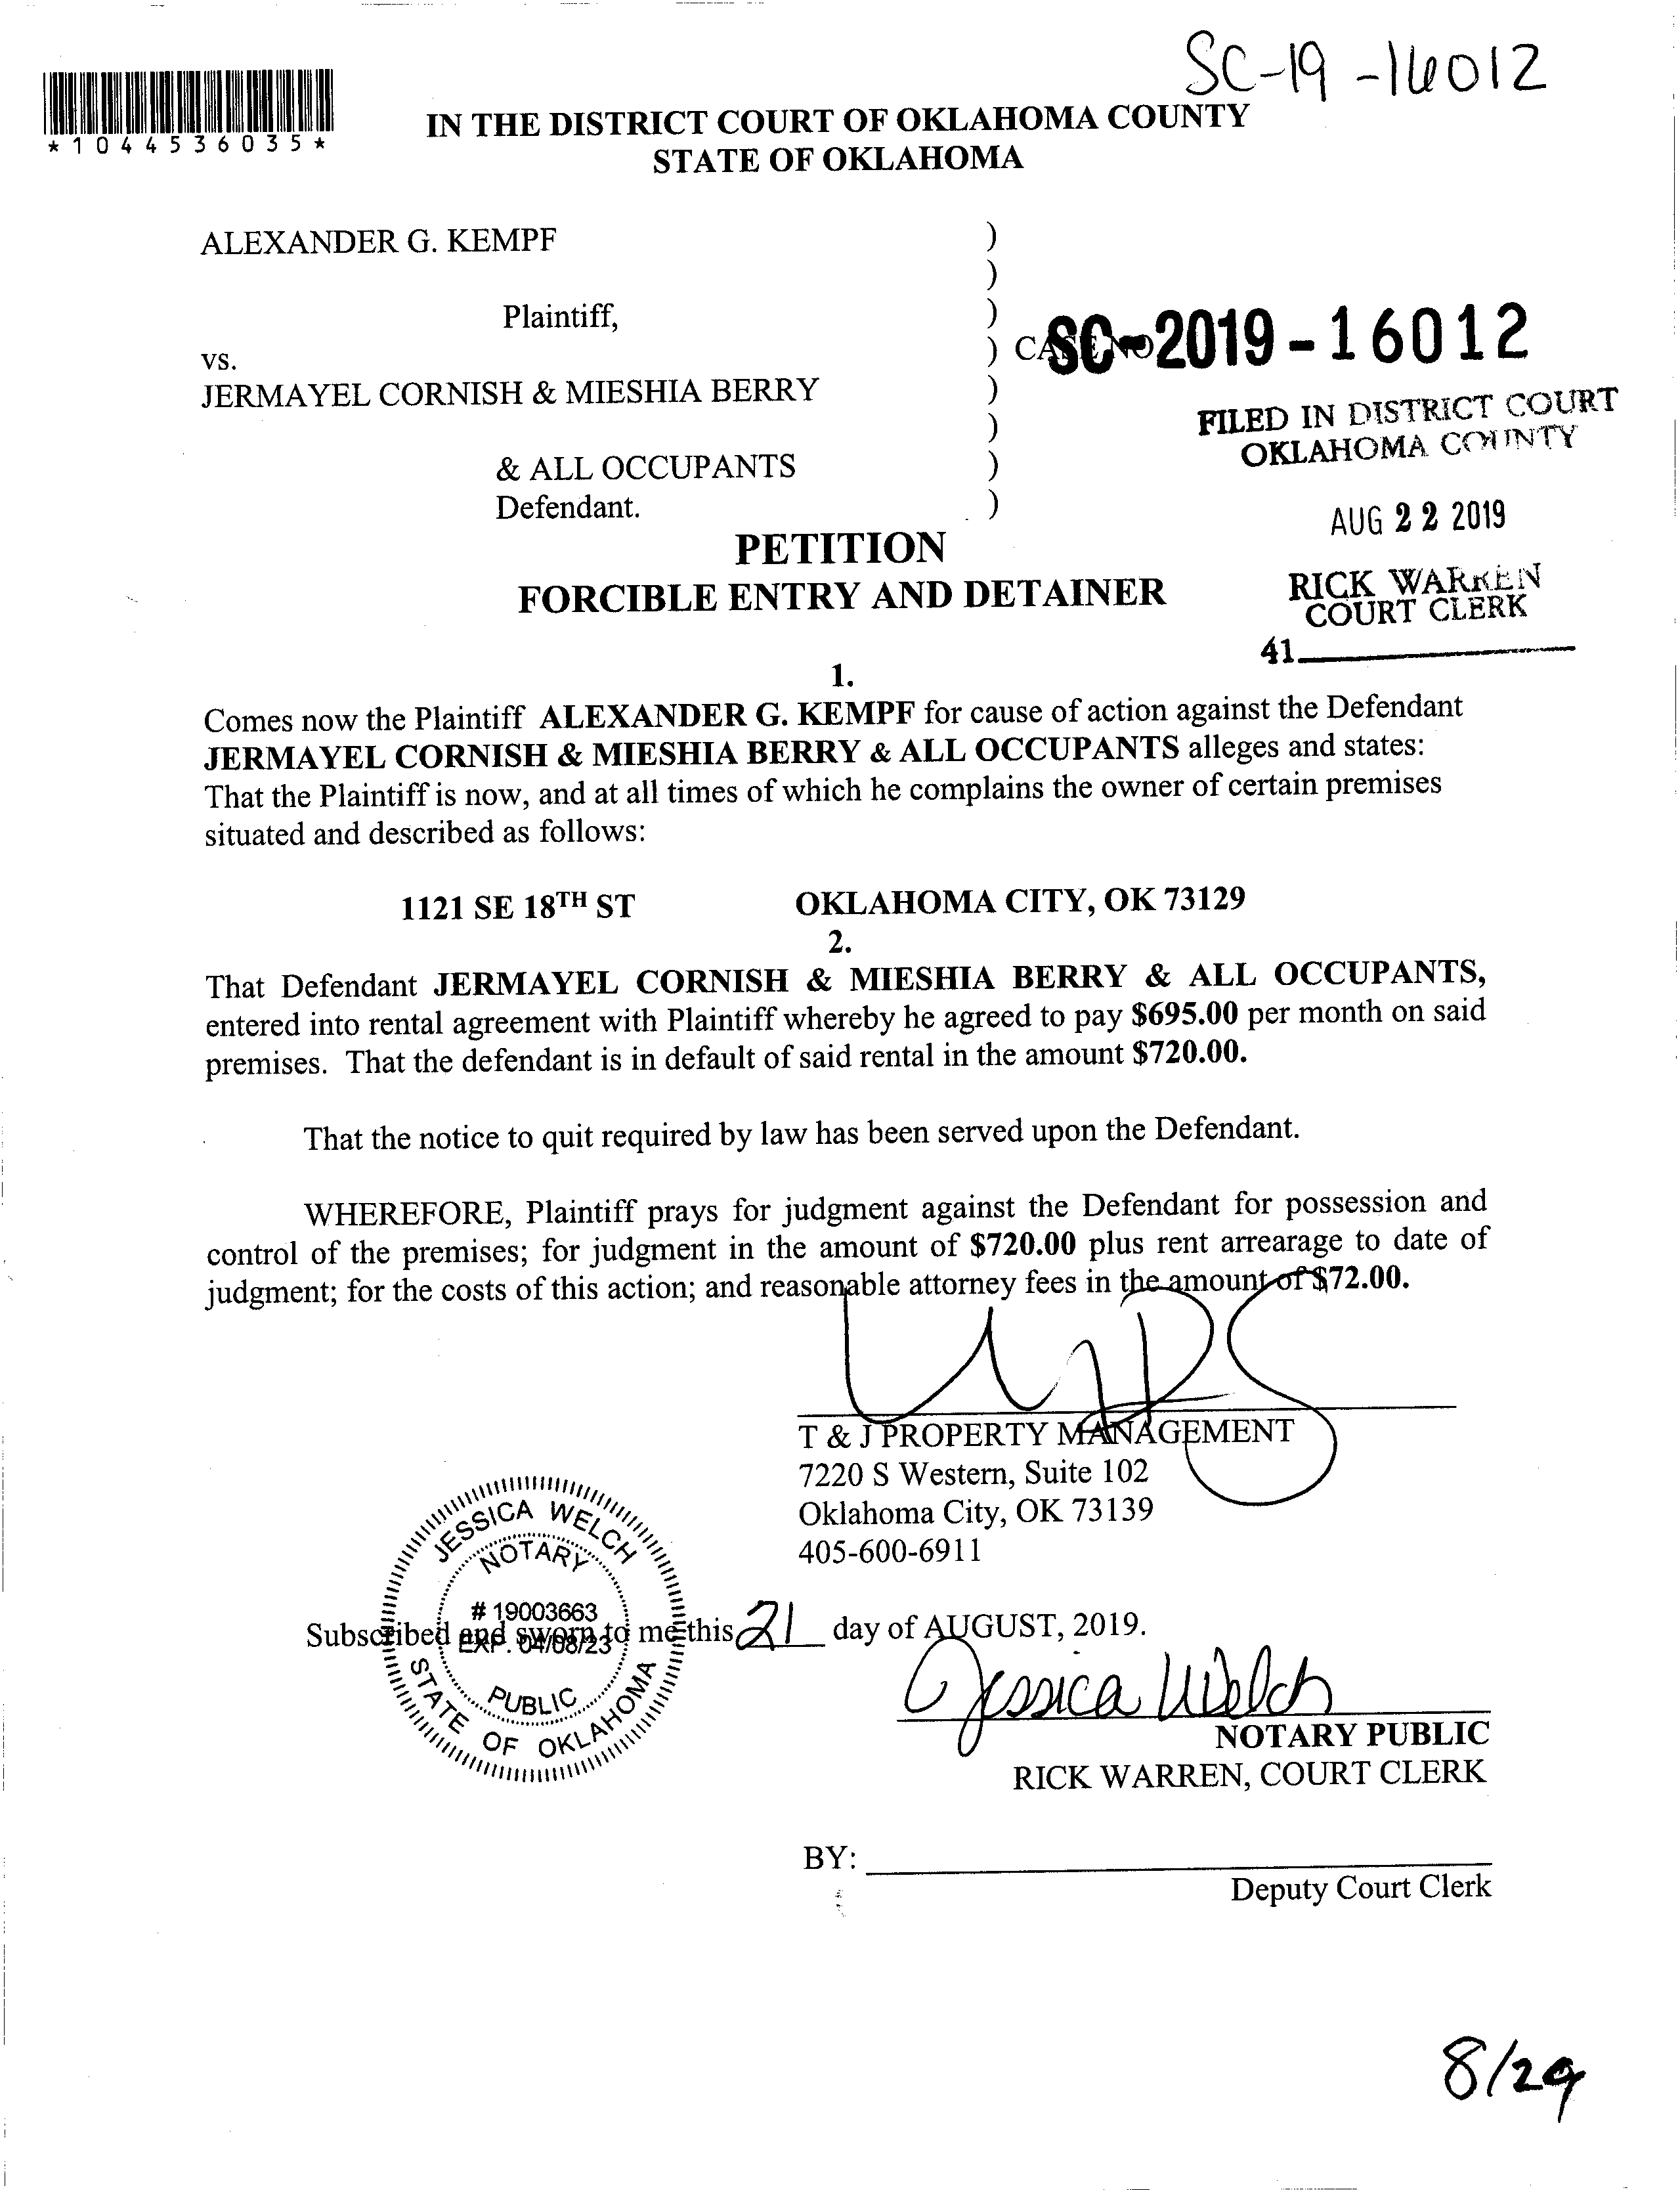 SC-19-16012
*1044536035*
IN THE DISTRICT COURT OF OKLAHOMA COUNTY
STATE OF OKLAHOMA
ALEXANDER G. KEMPF )
)
Plaintiff, )
vs. ) CASE NO SC-2019-16012
JERMAYEL CORNISH & MIESHIA BERRY )
)
& ALL OCCUPANTS )
Defendant. )
FILED IN DISTRICT COURT
OKLAHOMA COUNTY
AUG 22 2019
RICK WARREN
COURT CLERK
41
PETITION
FORCIBLE ENTRY AND DETAINER
1.
Comes now the Plaintiff ALEXANDER G. KEMPF for cause of action against the Defendant
JERMAYEL CORNISH & MIESHIA BERRY & ALL OCCUPANTS alleges and states:
That the Plaintiff is now, and at all times of which he complains the owner of certain premises
situated and described as follows:
1121 SE 18TH ST OKLAHOMA CITY, OK 73129
2.
That Defendant JERMAYEL CORNISH & MIESHIA BERRY & ALL OCCUPANTS,
entered into rental agreement with Plaintiff whereby he agreed to pay $695.00 per month on said
premises. That the defendant is in default of said rental in the amount $720.00.
That the notice to quit required by law has been served upon the Defendant.
WHEREFORE, Plaintiff prays for judgment against the Defendant for possession and
control of the premises; for judgment in the amount of $720.00 plus rent arrearage to date of
judgment; for the costs of this action; and reasonable attorney fees in the amount of $72.00.
T & J PROPERTY MANAGEMENT
7220 S Western, Suite 102
Oklahoma City, OK 73139
405-600-6911
JESSICA WELCH
NOTARY
# 19003663
EXP. 04/08/23
PUBLIC
STATE OF OKLAHOMA
Subscribed and sworn to me this 21 day of AUGUST, 2019.
Jessica Welch
NOTARY PUBLIC
RICK WARREN, COURT CLERK
BY:
Deputy Court Clerk
8/29